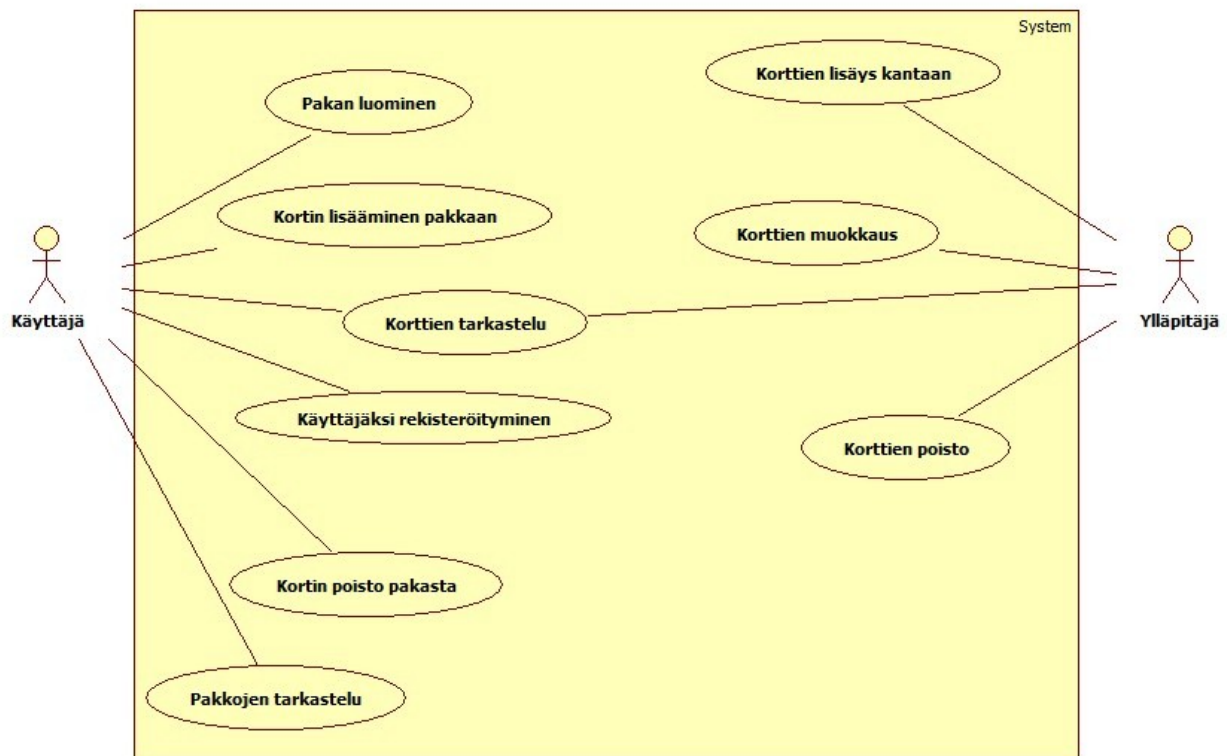 System
Korttien lisäys kantaan
Pakan luominen
Kortin lisääminen pakkaan
Korttien muokkaus
Käyttäjä
Korttien tarkastelu
Ylläpitäjä
Käyttäjäksi rekisteröityminen
Korttien poisto
Kortin poisto pakasta
Pakkojen tarkastelu